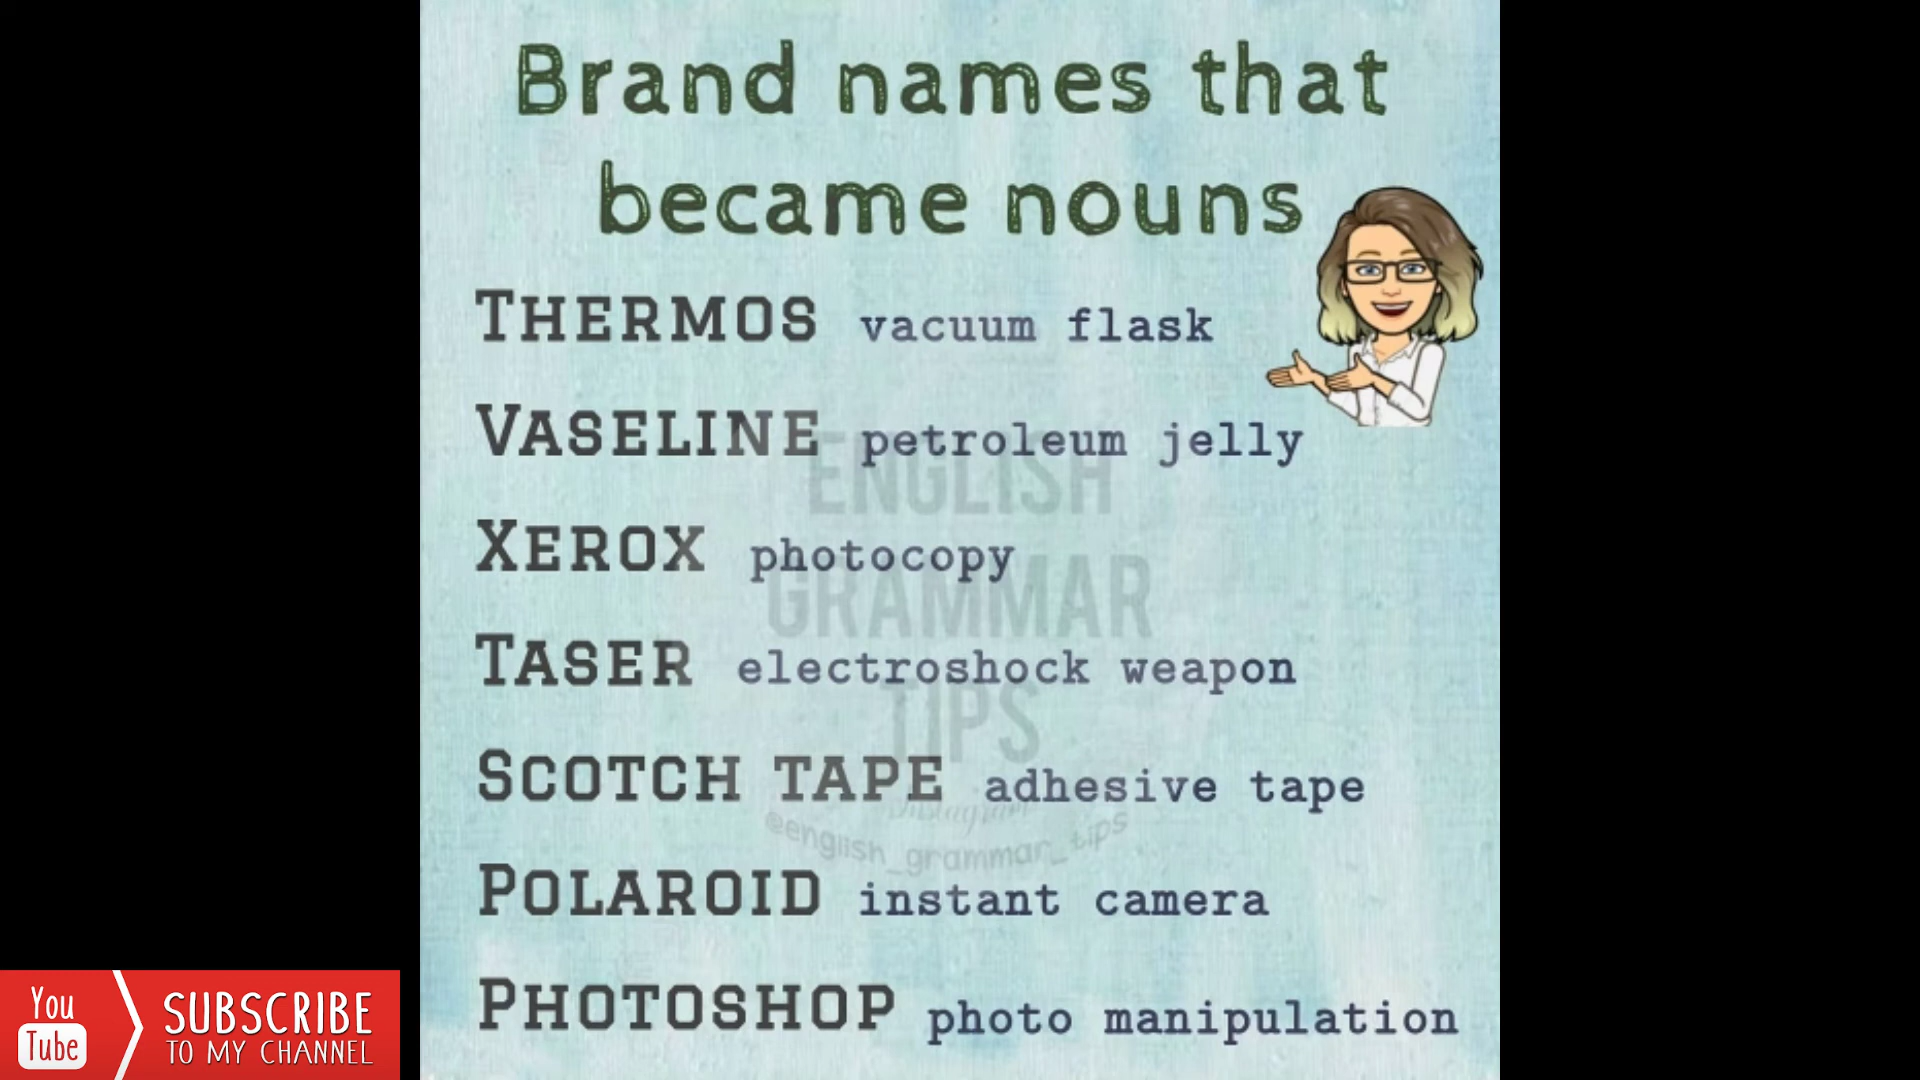 Brand names that
became nouns
THERMOS vacuum flask
VASELINE petroleum jelly
XEROX photocopy
TASER electroshock weapon
SCOTCH TAPE adhesive tape
POLAROID instant camera
PHOTOSHOP photo manipulation
ENGLISH
GRAMMAR
TIPS
Instagram
@english_grammar_tips
You
Tube
SUBSCRIBE
TO MY CHANNEL